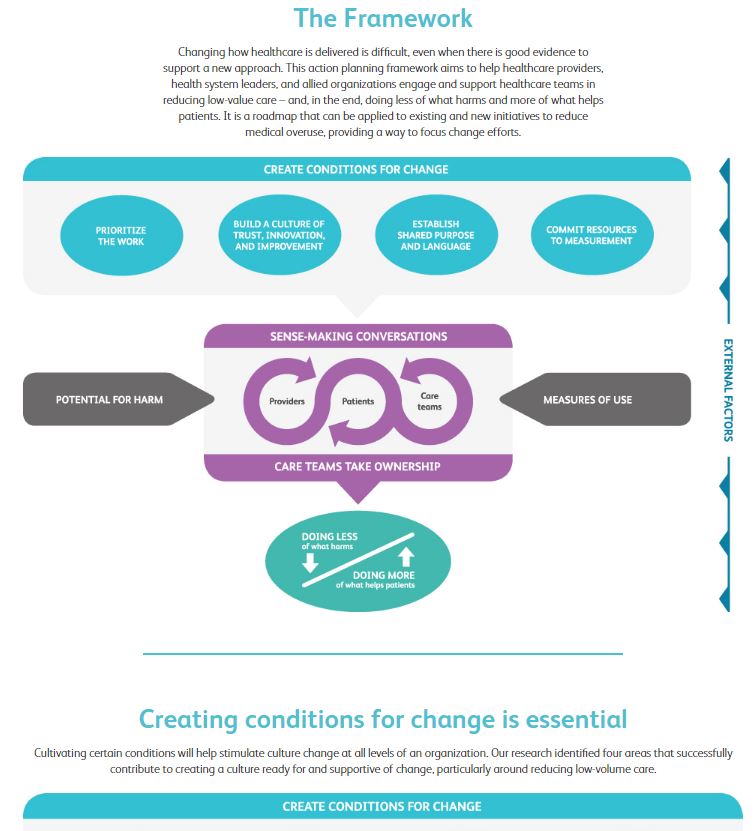 The Framework
Changing how healthcare is delivered is difficult, even when there is good evidence to
support a new approach. This action planning framework aims to help healthcare providers,
health system leaders, and allied organizations engage and support healthcare teams in
reducing low-value care – and, in the end, doing less of what harms and more of what helps
patients. It is a roadmap that can be applied to existing and new initiatives to reduce
medical overuse, providing a way to focus change efforts.
CREATE CONDITIONS FOR CHANGE
PRIORITIZE
THE WORK
BUILD A CULTURE OF
TRUST, INNOVATION,
AND IMPROVEMENT
ESTABLISH
SHARED PURPOSE
AND LANGUAGE
COMMIT RESOURCES
TO MEASUREMENT
SENSE-MAKING CONVERSATIONS
POTENTIAL FOR HARM
Providers
Patients
Care
teams
MEASURES OF USE
EXTERNAL FACTORS
CARE TEAMS TAKE OWNERSHIP
DOING LESS
of what harms
DOING MORE
of what helps patients
Creating conditions for change is essential
Cultivating certain conditions will help stimulate culture change at all levels of an organization. Our research identified four areas that successfully
contribute to creating a culture ready for and supportive of change, particularly around reducing low-volume care.
CREATE CONDITIONS FOR CHANGE